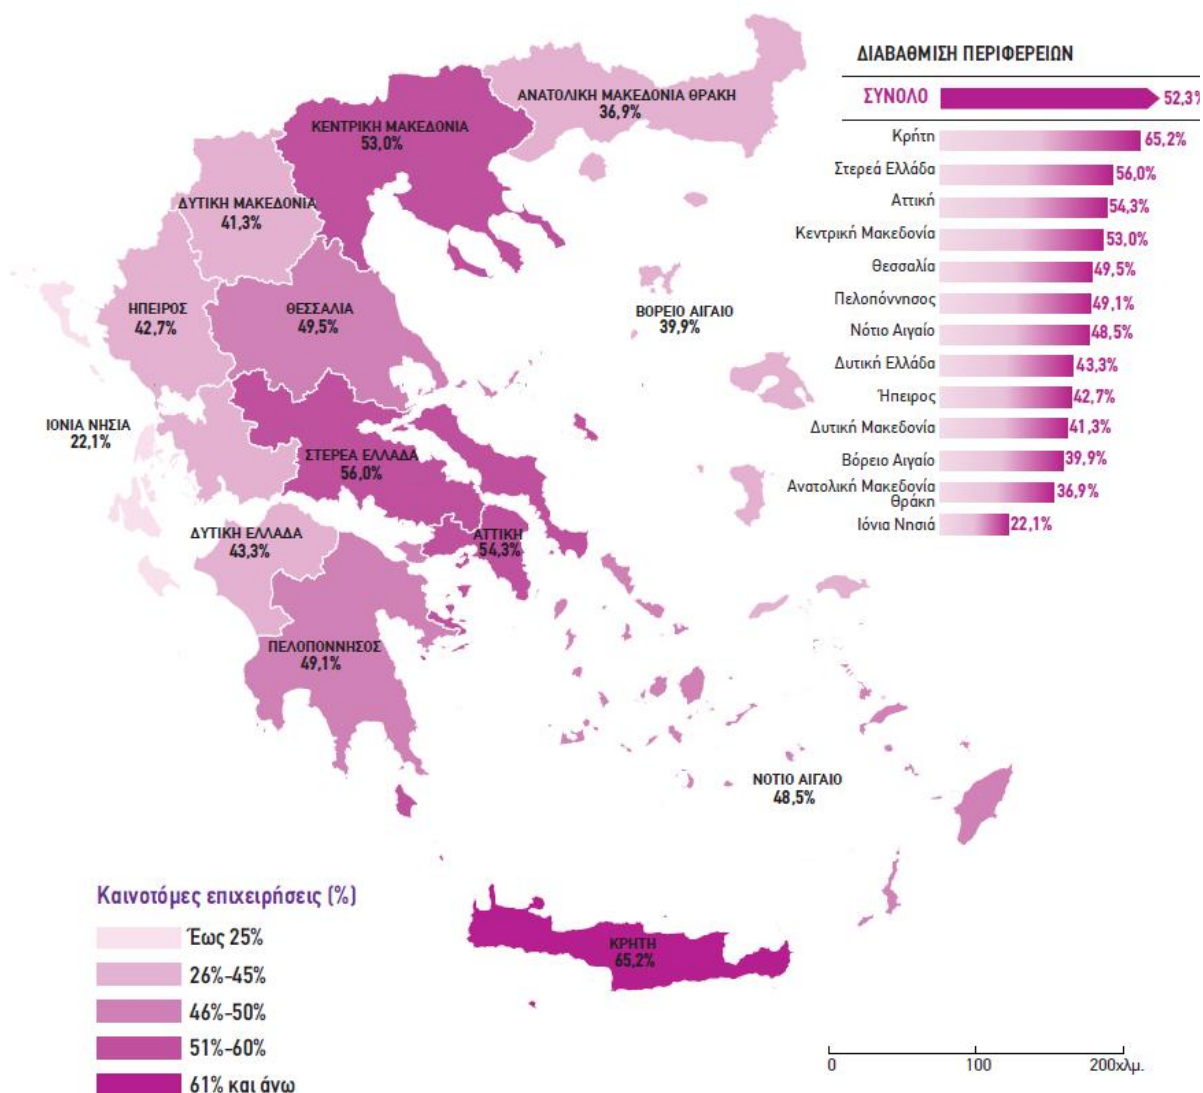 ΑΝΑΤΟΛΙΚΗ ΜΑΚΕΔΟΝΙΑ ΘΡΑΚΗ
36,9%
ΚΕΝΤΡΙΚΗ ΜΑΚΕΔΟΝΙΑ
53,0%
ΔΥΤΙΚΗ ΜΑΚΕΔΟΝΙΑ
41,3%
ΗΠΕΙΡΟΣ
42,7%
ΘΕΣΣΑΛΙΑ
49,5%
ΒΟΡΕΙΟ ΑΙΓΑΙΟ
39,9%
ΙΟΝΙΑ ΝΗΣΙΑ
22,1%
ΣΤΕΡΕΑ ΕΛΛΑΔΑ
56,0%
ΔΥΤΙΚΗ ΕΛΛΑΔΑ
43,3%
ΑΤΤΙΚΗ
54,3%
ΠΕΛΟΠΟΝΝΗΣΟΣ
49,1%
ΝΟΤΙΟ ΑΙΓΑΙΟ
48,5%
ΚΡΗΤΗ
65,2%
ΔΙΑΒΑΘΜΙΣΗ ΠΕΡΙΦΕΡΕΙΩΝ
ΣΥΝΟΛΟ 52,3%
Κρήτη 65,2%
Στερεά Ελλάδα 56,0%
Αττική 54,3%
Κεντρική Μακεδονία 53,0%
Θεσσαλία 49,5%
Πελοπόννησος 49,1%
Νότιο Αιγαίο 48,5%
Δυτική Ελλάδα 43,3%
Ήπειρος 42,7%
Δυτική Μακεδονία 41,3%
Βόρειο Αιγαίο 39,9%
Ανατολική Μακεδονία
Θράκη 36,9%
Ιόνια Νησιά 22,1%
Καινοτόμες επιχειρήσεις (%)
Έως 25%
26%-45%
46%-50%
51%-60%
61% και άνω
0 100 200χλμ.